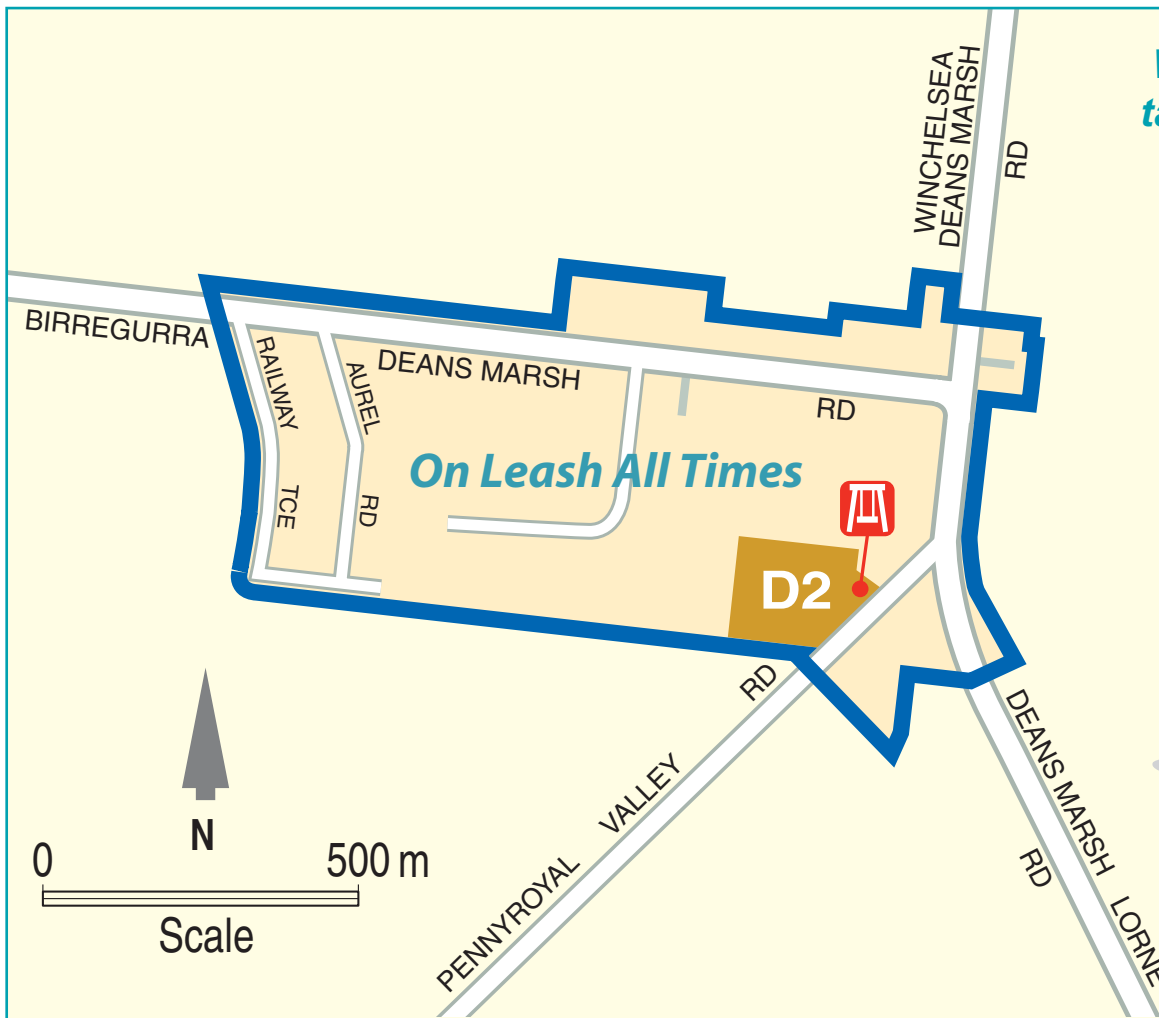 WINCHELSEA
DEANS MARSH
RD
BIRREGURRA
DEANS MARSH
RD
RAILWAY
TCE
AUREL
RD
On Leash All Times
D2
RD
VALLEY
PENNYROYAL
DEANS MARSH
LORNE
RD
N
0
500 m
Scale